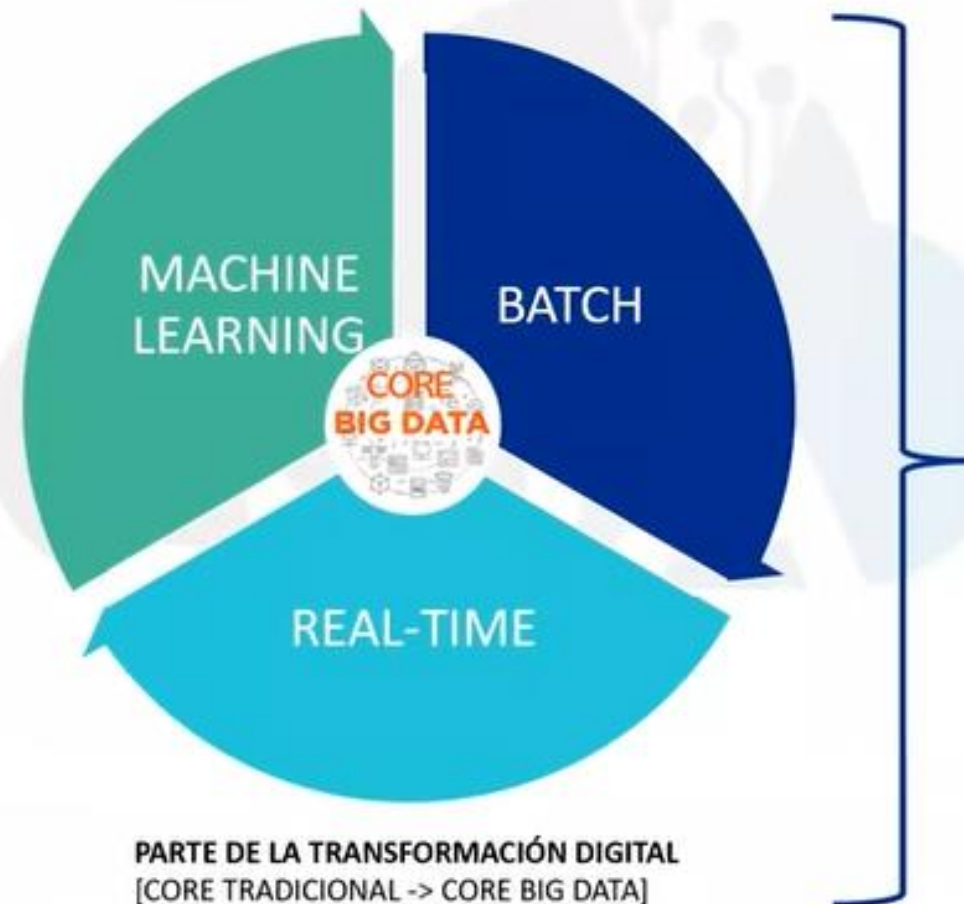 MACHINE
LEARNING
BATCH
CORE
BIG DATA
REAL-TIME
PARTE DE LA TRANSFORMACIÓN DIGITAL
[CORE TRADICIONAL -> CORE BIG DATA]